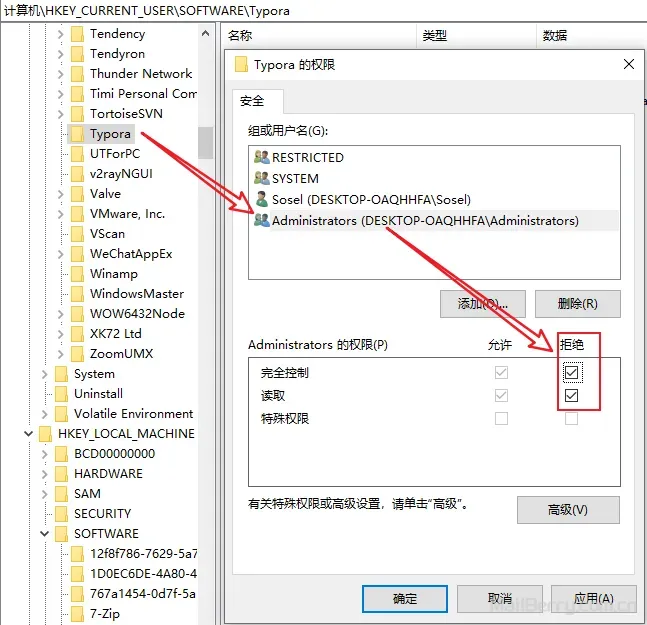 计算机\HKEY_CURRENT_USER\SOFTWARE\Typora
Tendency
Tendyron
Thunder Network
Timi Personal Com
TortoiseSVN
Typora
UTForPC
v2rayNGUI
Valve
VMware, Inc.
VScan
WeChatAppEx
Winamp
WindowsMaster
WOW6432Node
XK72 Ltd
ZoomUMX
System
Uninstall
Volatile Environment
HKEY_LOCAL_MACHINE
BCD00000000
HARDWARE
SAM
SECURITY
SOFTWARE
12f8f786-7629-5a7
1D0EC6DE-4A80-4
767a1454-0d7f-5a
7-Zip
名称 类型 数据
Typora 的权限
安全
组或用户名(G):
RESTRICTED
SYSTEM
Sosel (DESKTOP-OAQHHFA\Sosel)
Administrators (DESKTOP-OAQHHFA\Administrators)
添加(D)... 删除(R)
Administrators 的权限(P) 允许 拒绝
完全控制
读取
特殊权限
有关特殊权限或高级设置，请单击“高级”。
高级(V)
确定 取消 应用(A)